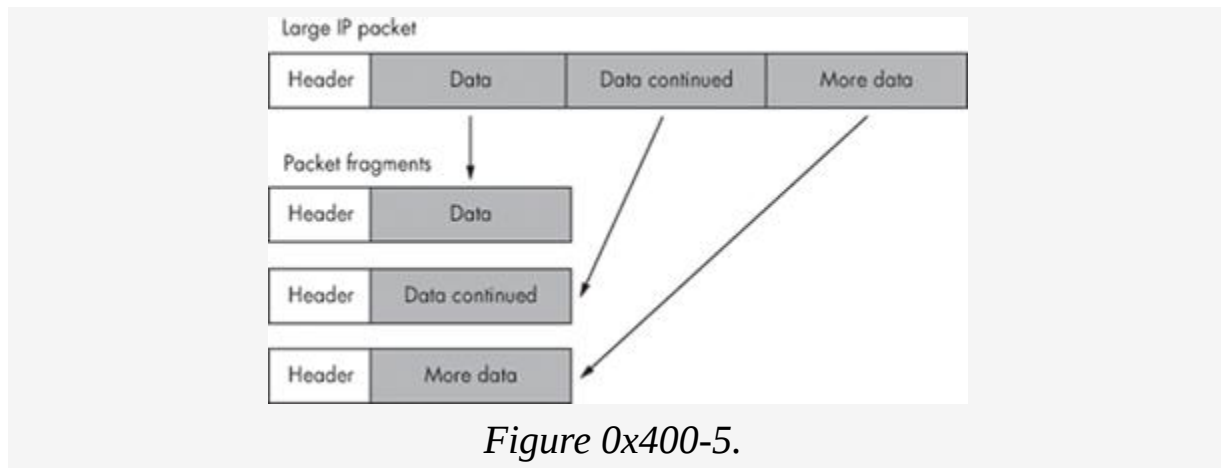 Large IP packet
Header Data Data continued More data
Packet fragments
Header Data
Header Data continued
Header More data
Figure 0x400-5.